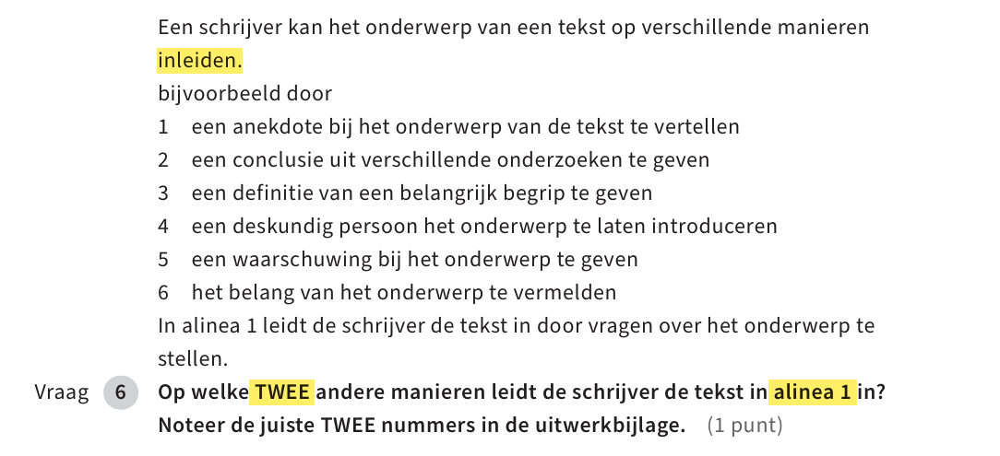 Een schrijver kan het onderwerp van een tekst op verschillende manieren
inleiden.
bijvoorbeeld door
1 een anekdote bij het onderwerp van de tekst te vertellen
2 een conclusie uit verschillende onderzoeken te geven
3 een definitie van een belangrijk begrip te geven
4 een deskundig persoon het onderwerp te laten introduceren
5 een waarschuwing bij het onderwerp te geven
6 het belang van het onderwerp te vermelden
In alinea 1 leidt de schrijver de tekst in door vragen over het onderwerp te
stellen.
Vraag 6 Op welke TWEE andere manieren leidt de schrijver de tekst in alinea 1 in?
Noteer de juiste TWEE nummers in de uitwerkbijlage. (1 punt)